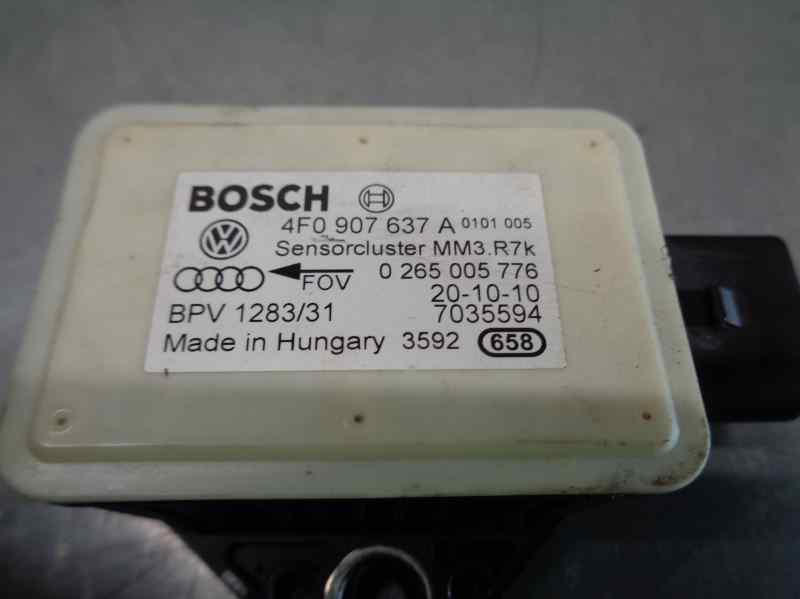 BOSCH
4F0 907 637 A 0101 005
Sensorcluster MM3.R7k
0 265 005 776
FOV
20-10-10
BPV 1283/31 7035594
Made in Hungary 3592 658